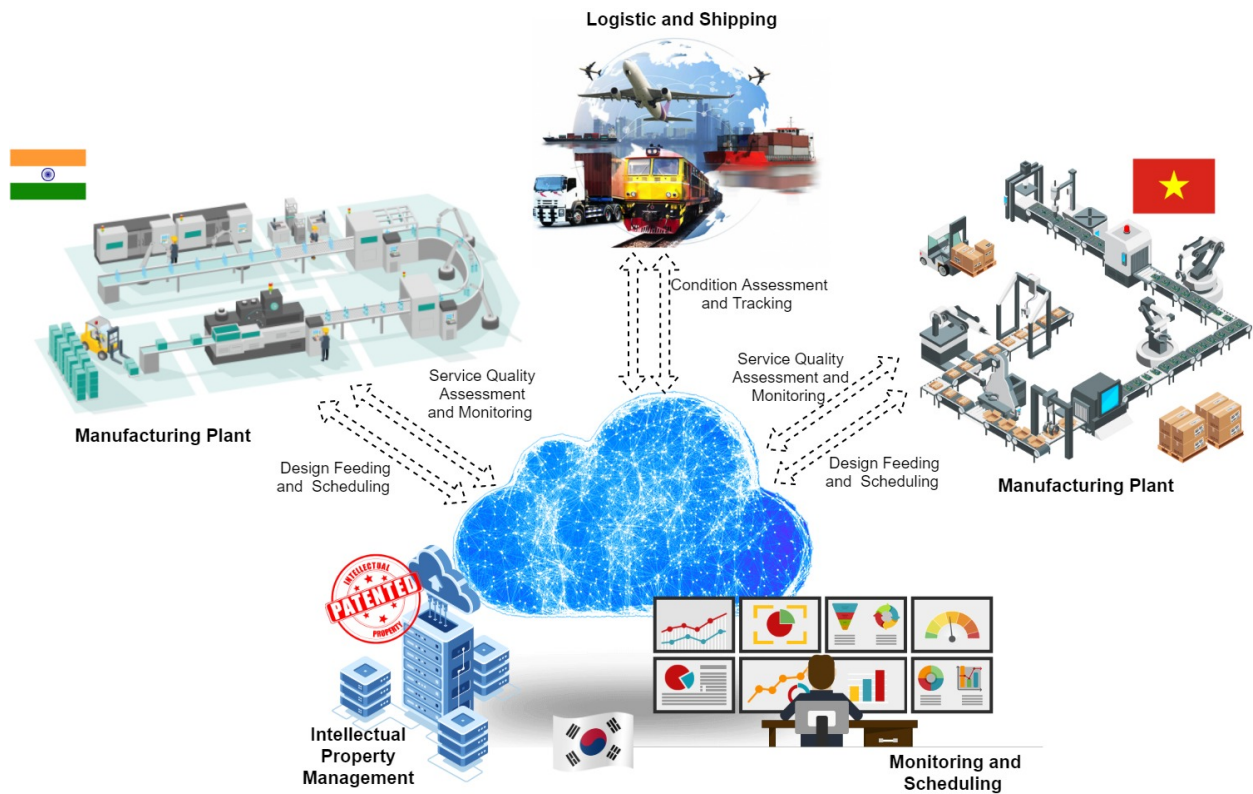 Logistic and Shipping
Condition Assessment
and Tracking
Service Quality
Assessment and
Monitoring
Service Quality
Assessment
and Monitoring
Manufacturing Plant
Design Feeding
and Scheduling
Design Feeding
and Scheduling
Manufacturing Plant
INTELLECTUAL
PATENTED
PROPERTY
Intellectual
Property
Management
Monitoring and
Scheduling